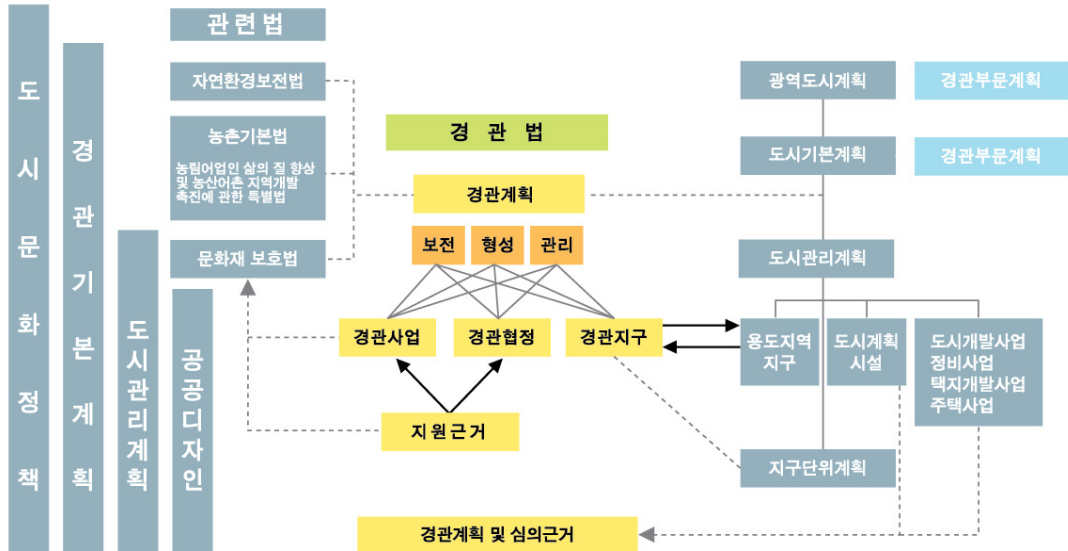 도시문화정책
경관기본계획
도시관리계획
공공디자인
관련법
자연환경보전법
농촌기본법
농림어업인 삶의 질 향상
및 농산어촌 지역개발
촉진에 관한 특별법
문화재 보호법
경관법
경관계획
보전
형성
관리
경관사업
경관협정
경관지구
지원근거
경관계획 및 심의근거
광역도시계획
경관부문계획
도시기본계획
경관부문계획
도시관리계획
용도지역
지구
도시계획
시설
도시개발사업
정비사업
택지개발사업
주택사업
지구단위계획